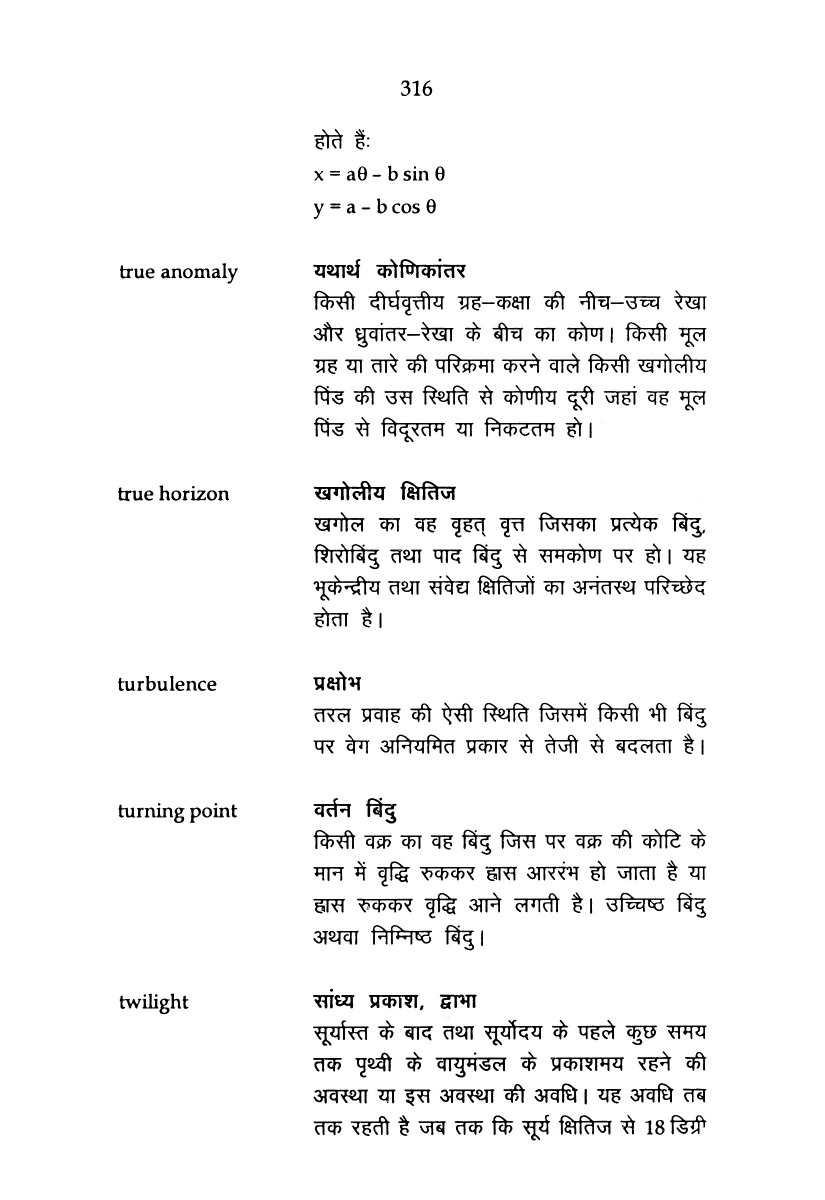 316
होते हैंः
x = aθ – b sin θ
y = a – b cos θ
true anomaly यथार्थ कोणिकांतर
किसी दीर्घवृत्तीय ग्रह–कक्षा की नीच–उच्च रेखा
और ध्रुवांतर–रेखा के बीच का कोण। किसी मूल
ग्रह या तारे की परिक्रमा करने वाले किसी खगोलीय
पिंड की उस स्थिति से कोणीय दूरी जहां वह मूल
पिंड से विदूरतम या निकटतम हो।
true horizon खगोलीय क्षितिज
खगोल का वह वृहत् वृत्त जिसका प्रत्येक बिंदु,
शिरोबिंदु तथा पाद बिंदु से समकोण पर हो। यह
भूकेन्द्रीय तथा संवेद्य क्षितिजों का अनंतस्थ परिच्छेद
होता है।
turbulence प्रक्षोभ
तरल प्रवाह की ऐसी स्थिति जिसमें किसी भी बिंदु
पर वेग अनियमित प्रकार से तेजी से बदलता है।
turning point वर्तन बिंदु
किसी वक्र का वह बिंदु जिस पर वक्र की कोटि के
मान में वृद्धि रुककर ह्रास आररंभ हो जाता है या
ह्रास रुककर वृद्धि आने लगती है। उच्चिष्ठ बिंदु
अथवा निम्निष्ठ बिंदु।
twilight सांध्य प्रकाश, द्वाभा
सूर्यास्त के बाद तथा सूर्योदय के पहले कुछ समय
तक पृथ्वी के वायुमंडल के प्रकाशमय रहने की
अवस्था या इस अवस्था की अवधि। यह अवधि तब
तक रहती है जब तक कि सूर्य क्षितिज से 18 डिग्री